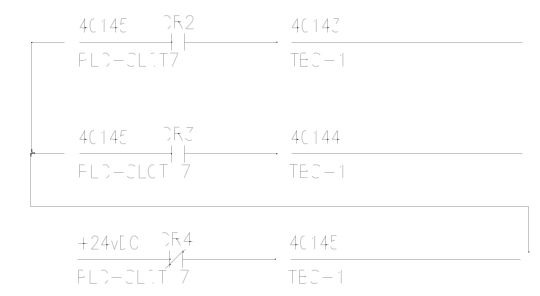 40145 CR2 40143
PLC-SLOT7 TEC-1
40145 CR3 40144
PLC-SLOT 7 TEC-1
+24vDC CR4 40145
PLC-SLOT 7 TEC-1